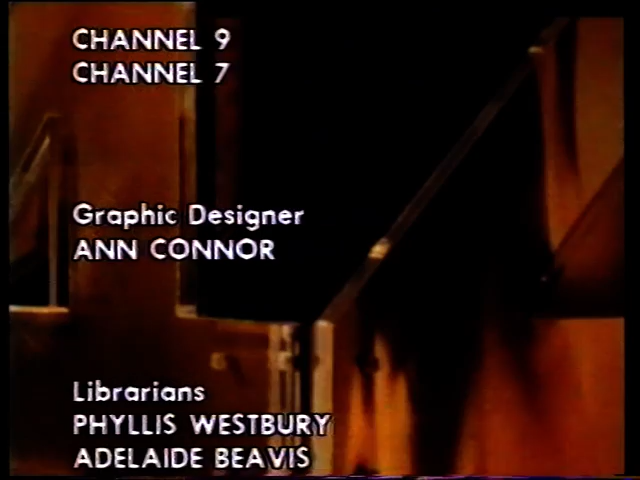 CHANNEL 9
CHANNEL 7
Graphic Designer
ANN CONNOR
Librarians
PHYLLIS WESTBURY
ADELAIDE BEAVIS